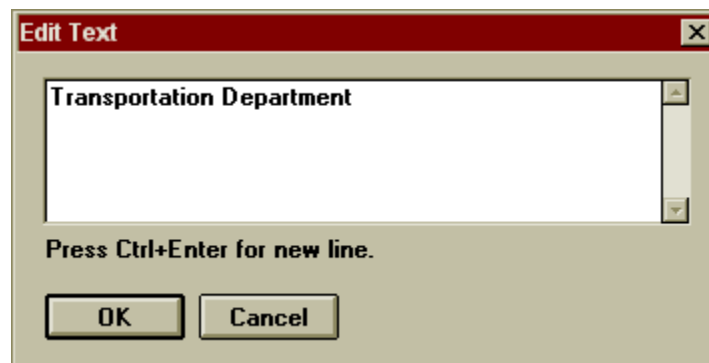 Edit Text
Transportation Department
Press Ctrl+Enter for new line.
OK Cancel